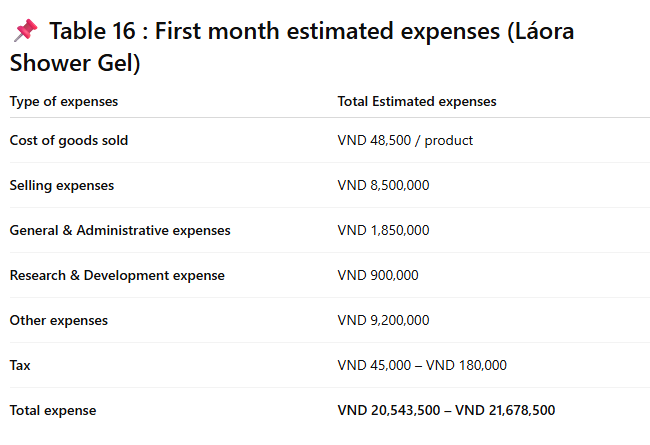 📌 Table 16 : First month estimated expenses (Láora
Shower Gel)
Type of expenses Total Estimated expenses
Cost of goods sold VND 48,500 / product
Selling expenses VND 8,500,000
General & Administrative expenses VND 1,850,000
Research & Development expense VND 900,000
Other expenses VND 9,200,000
Tax VND 45,000 – VND 180,000
Total expense VND 20,543,500 – VND 21,678,500